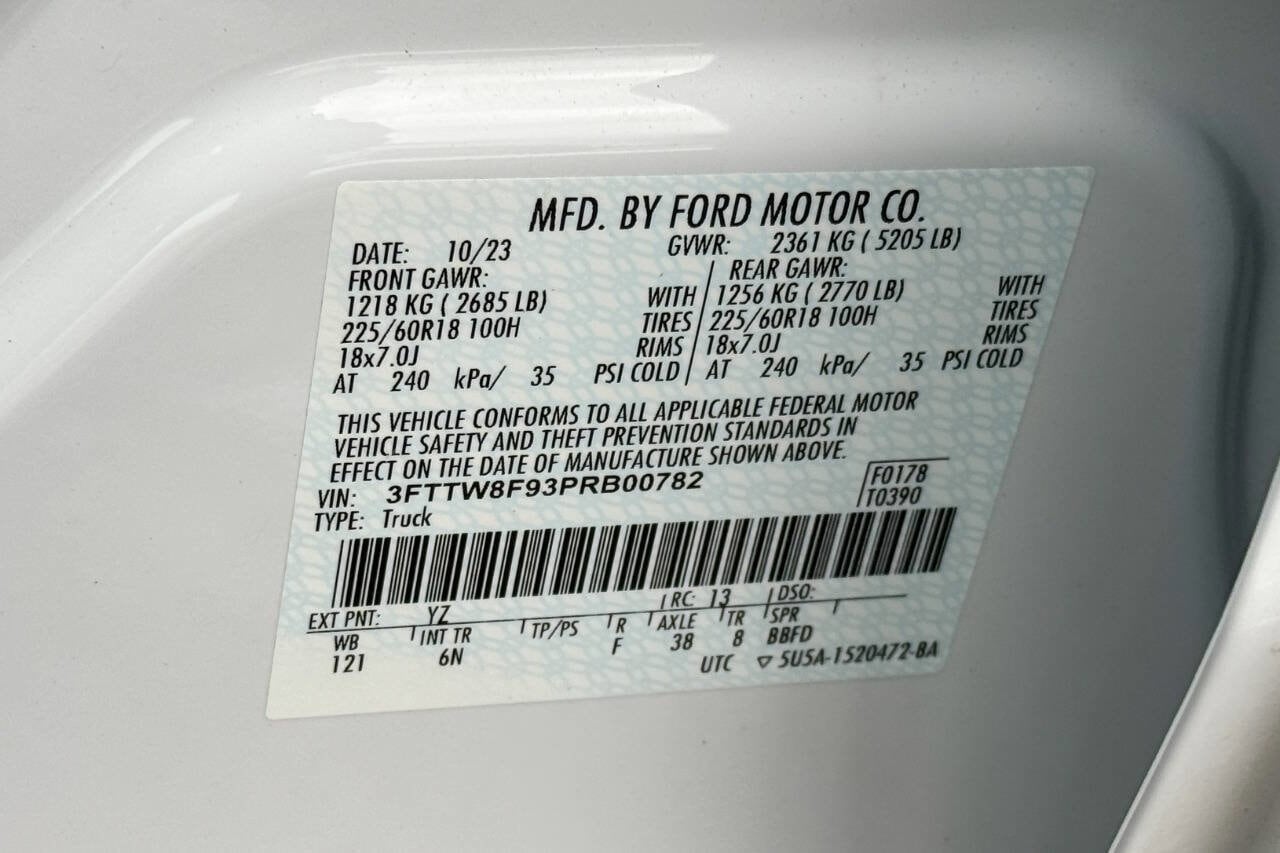 MFD. BY FORD MOTOR CO.
DATE: 10/23 GVWR: 2361 KG ( 5205 LB)
FRONT GAWR: REAR GAWR:
1218 KG ( 2685 LB) WITH 1256 KG ( 2770 LB) WITH
225/60R18 100H TIRES 225/60R18 100H TIRES
18x7.0J RIMS 18x7.0J RIMS
AT 240 kPa/ 35 PSI COLD AT 240 kPa/ 35 PSI COLD
THIS VEHICLE CONFORMS TO ALL APPLICABLE FEDERAL MOTOR
VEHICLE SAFETY AND THEFT PREVENTION STANDARDS IN
EFFECT ON THE DATE OF MANUFACTURE SHOWN ABOVE.
VIN: 3FTTW8F93PRB00782 F0178
TYPE: Truck T0390
EXT PNT: YZ RC: 13 DSO:
WB INT TR TP/PS R AXLE TR SPR
121 6N F 38 8 BBFD
UTC ▽ 5U5A-1520472-BA